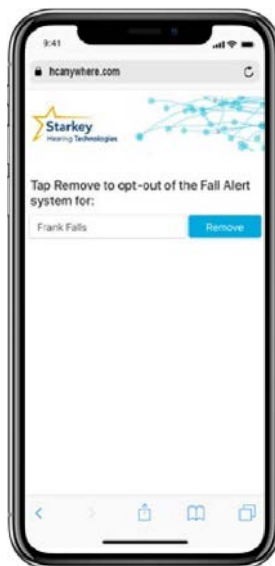 9:41
hcanywhere.com
Starkey
Hearing Technologies
Tap Remove to opt-out of the Fall Alert
system for:
Frank Falls
Remove